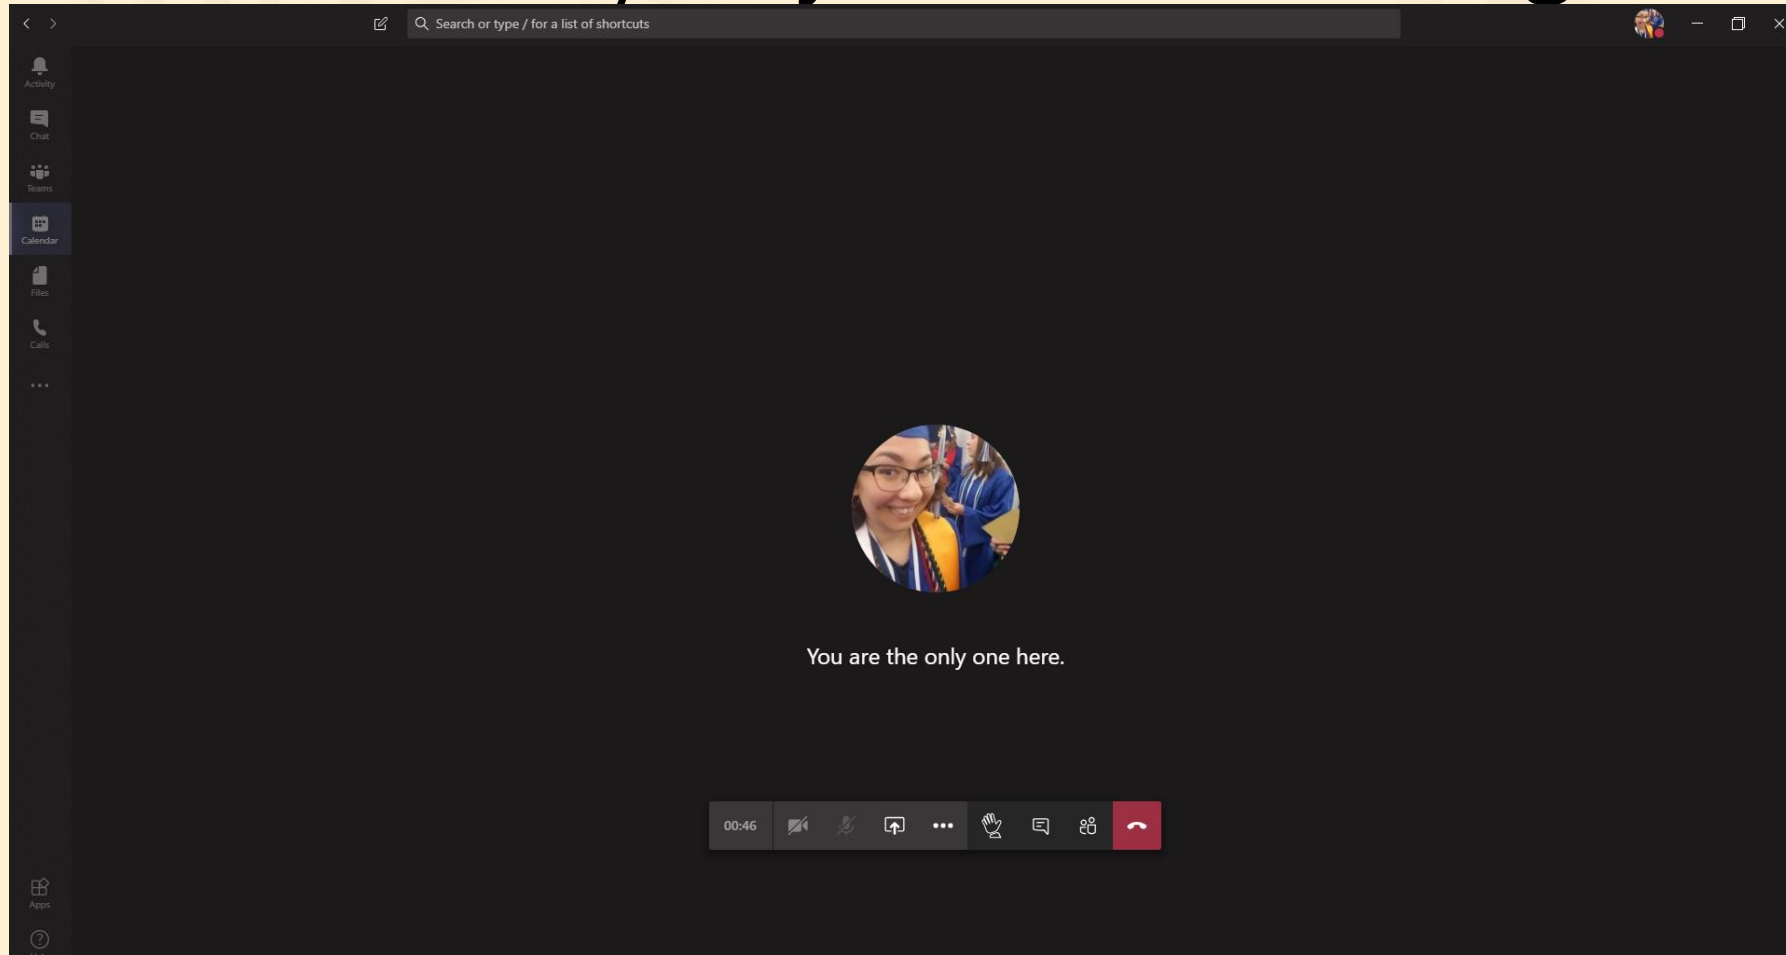 Search or type / for a list of shortcuts
Activity
Chat
Teams
Calendar
Files
Calls
You are the only one here.
00:46
Apps